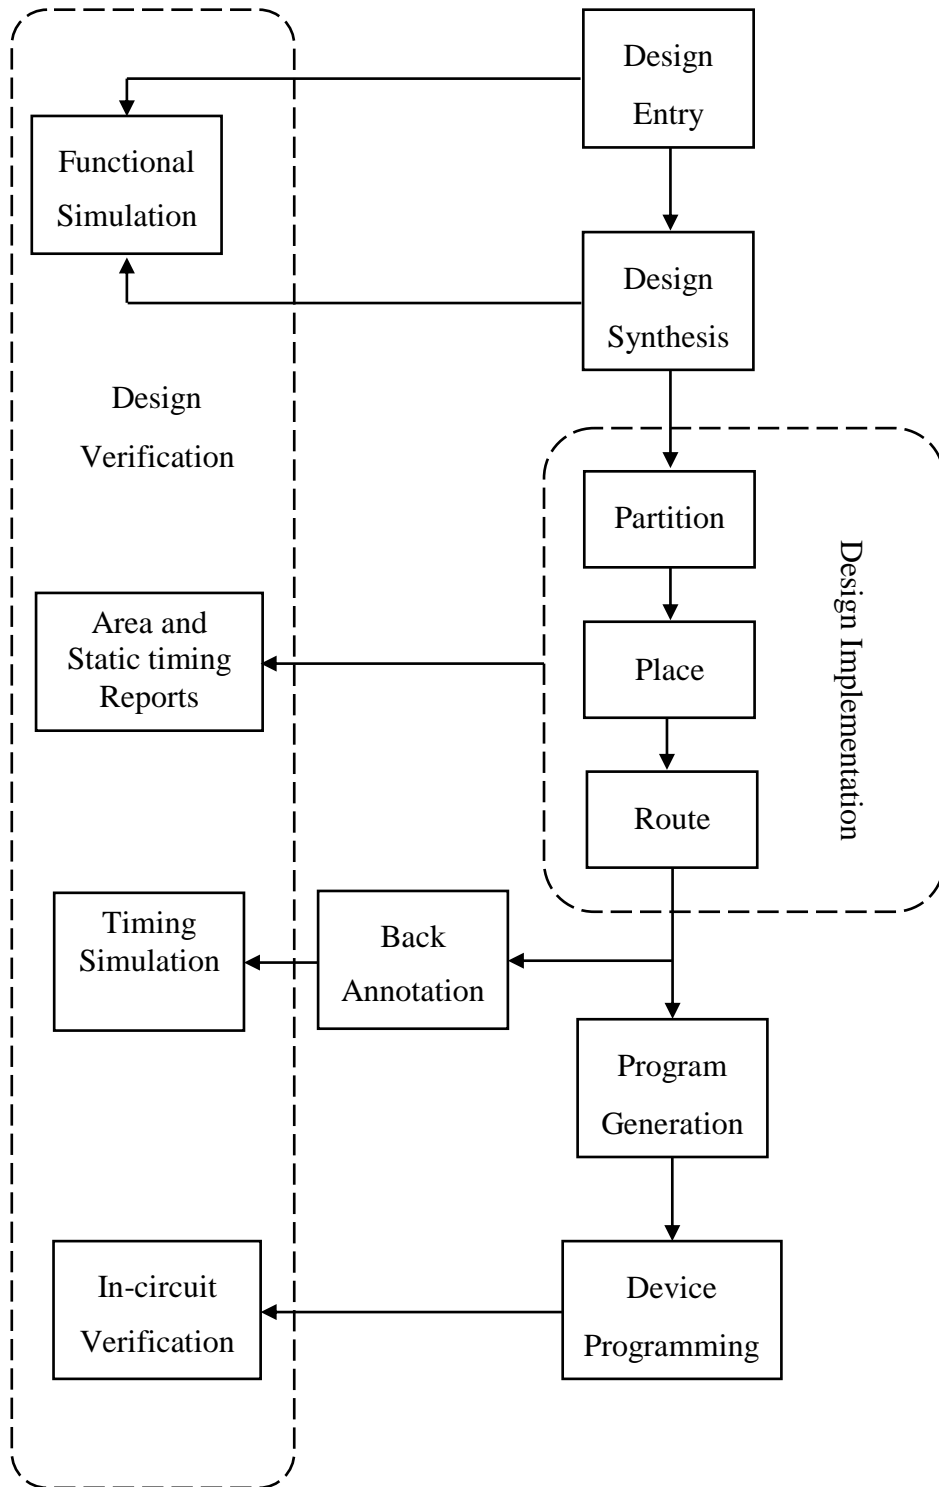 Design
Entry
Functional
Simulation
Design
Synthesis
Design
Verification
Partition
Design Implementation
Area and
Static timing
Reports
Place
Route
Timing
Simulation
Back
Annotation
Program
Generation
In-circuit
Verification
Device
Programming